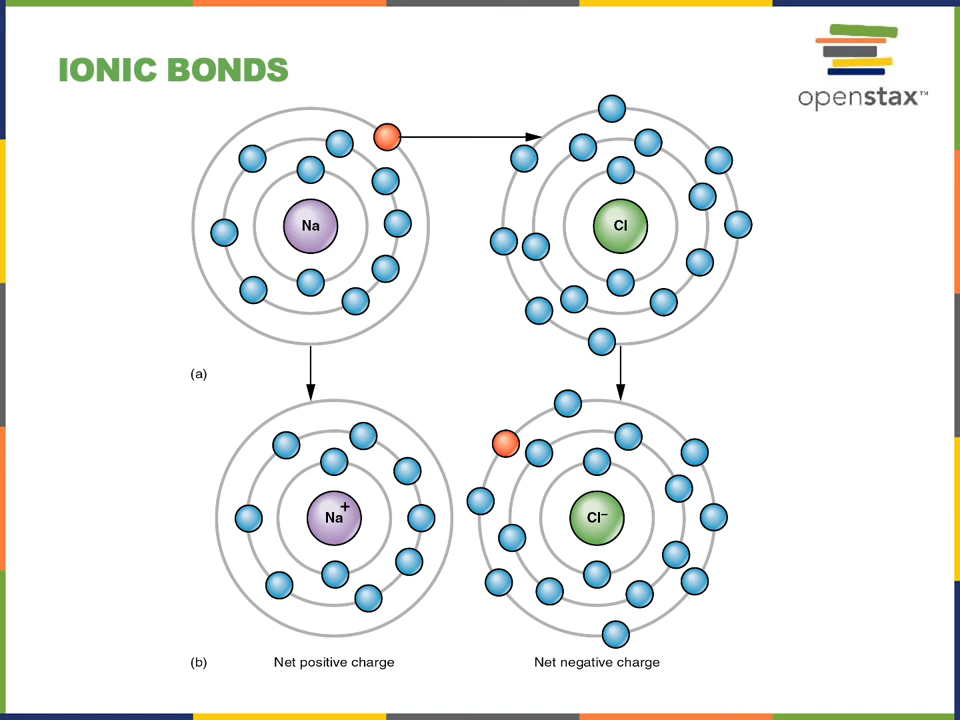 IONIC BONDS
openstax™
Na
Cl
(a)
Na+
Cl–
(b) Net positive charge Net negative charge